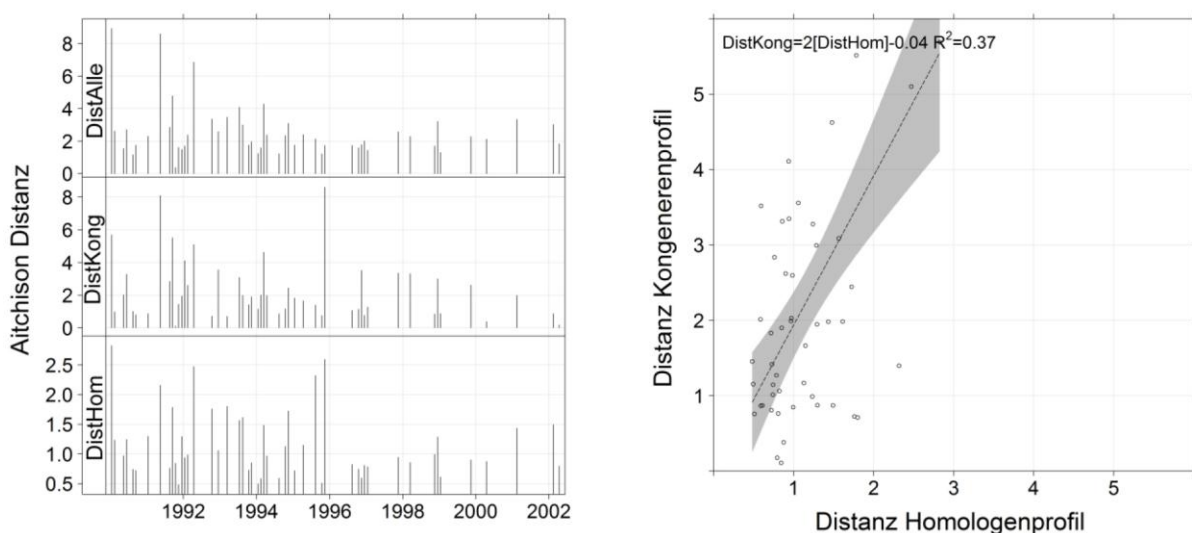 Aitchison Distanz
DistAlle
8
6
4
2
0
DistKong
8
6
4
2
0
DistHom
2.5
2.0
1.5
1.0
0.5
1992 1994 1996 1998 2000 2002
DistKong=2[DistHom]-0.04 R²=0.37
Distanz Kongenerenprofil
5
4
3
2
1
1 2 3 4 5
Distanz Homologenprofil